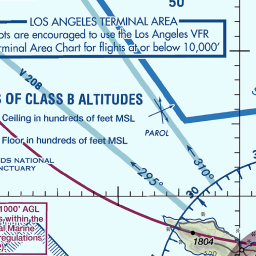 LOS ANGELES TERMINAL AREA
ots are encouraged to use the Los Angeles VFR
rminal Area Chart for flights at or below 10,000'
V 208
S OF CLASS B ALTITUDES
Ceiling in hundreds of feet MSL
PAROL
Floor in hundreds of feet MSL
DS NATIONAL
NCTUARY
295°
310°
30
1000' AGL
s within the
al Marine
regulations,
1804